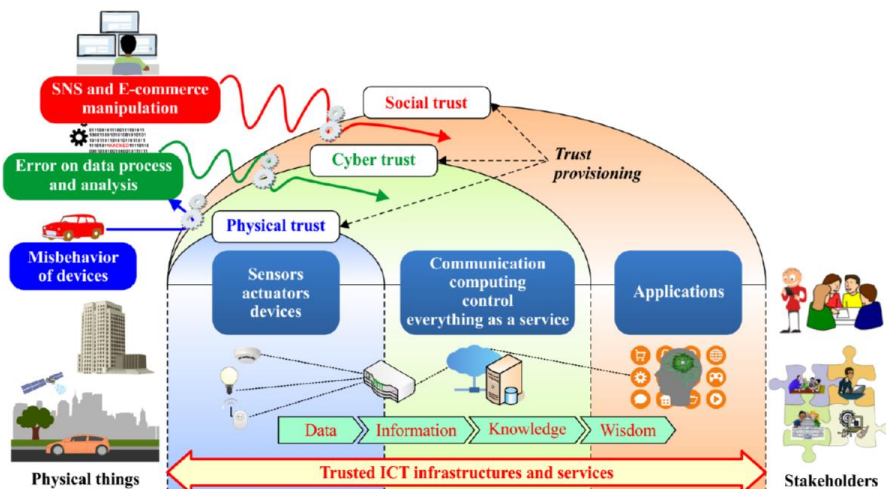 SNS and E-commerce
manipulation
Social trust
HACKED
Error on data process
and analysis
Cyber trust
Trust
provisioning
Physical trust
Misbehavior
of devices
Sensors
actuators
devices
Communication
computing
control
everything as a service
Applications
Data
Information
Knowledge
Wisdom
Trusted ICT infrastructures and services
Physical things
Stakeholders